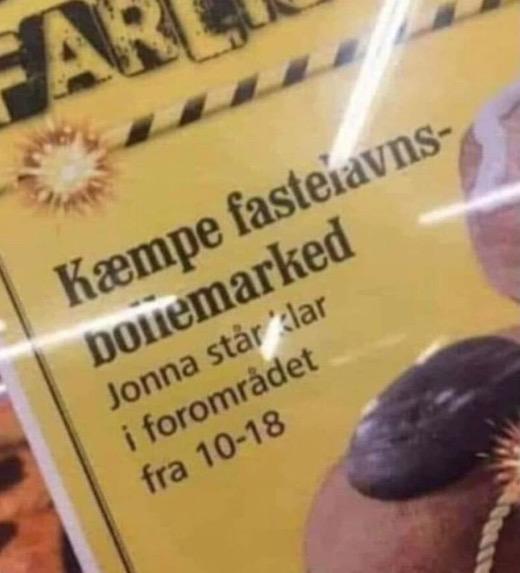 Kæmpe fastelavns-
bollemarked
Jonna står klar
i forområdet
fra 10-18